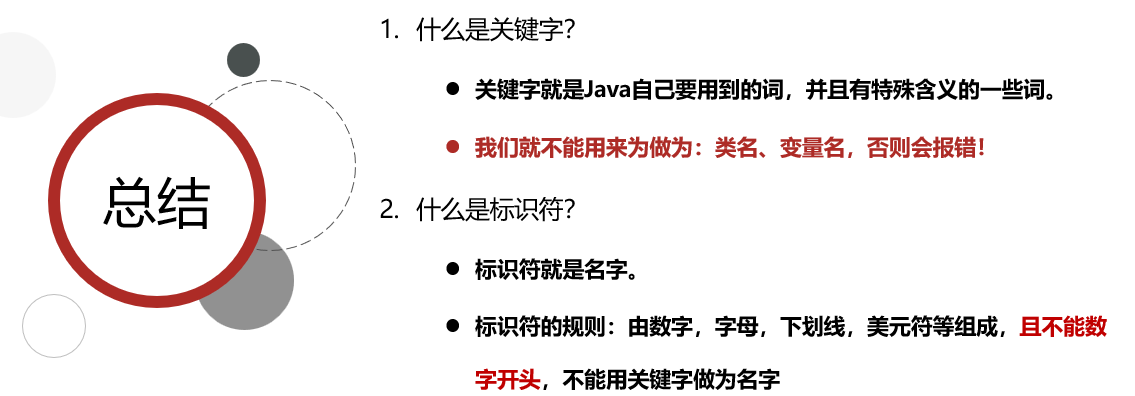 总结
1. 什么是关键字？
● 关键字就是Java自己要用到的词，并且有特殊含义的一些词。
● 我们就不能用来为做为：类名、变量名，否则会报错！
2. 什么是标识符？
● 标识符就是名字。
● 标识符的规则：由数字，字母，下划线，美元符等组成，且不能数
字开头，不能用关键字做为名字